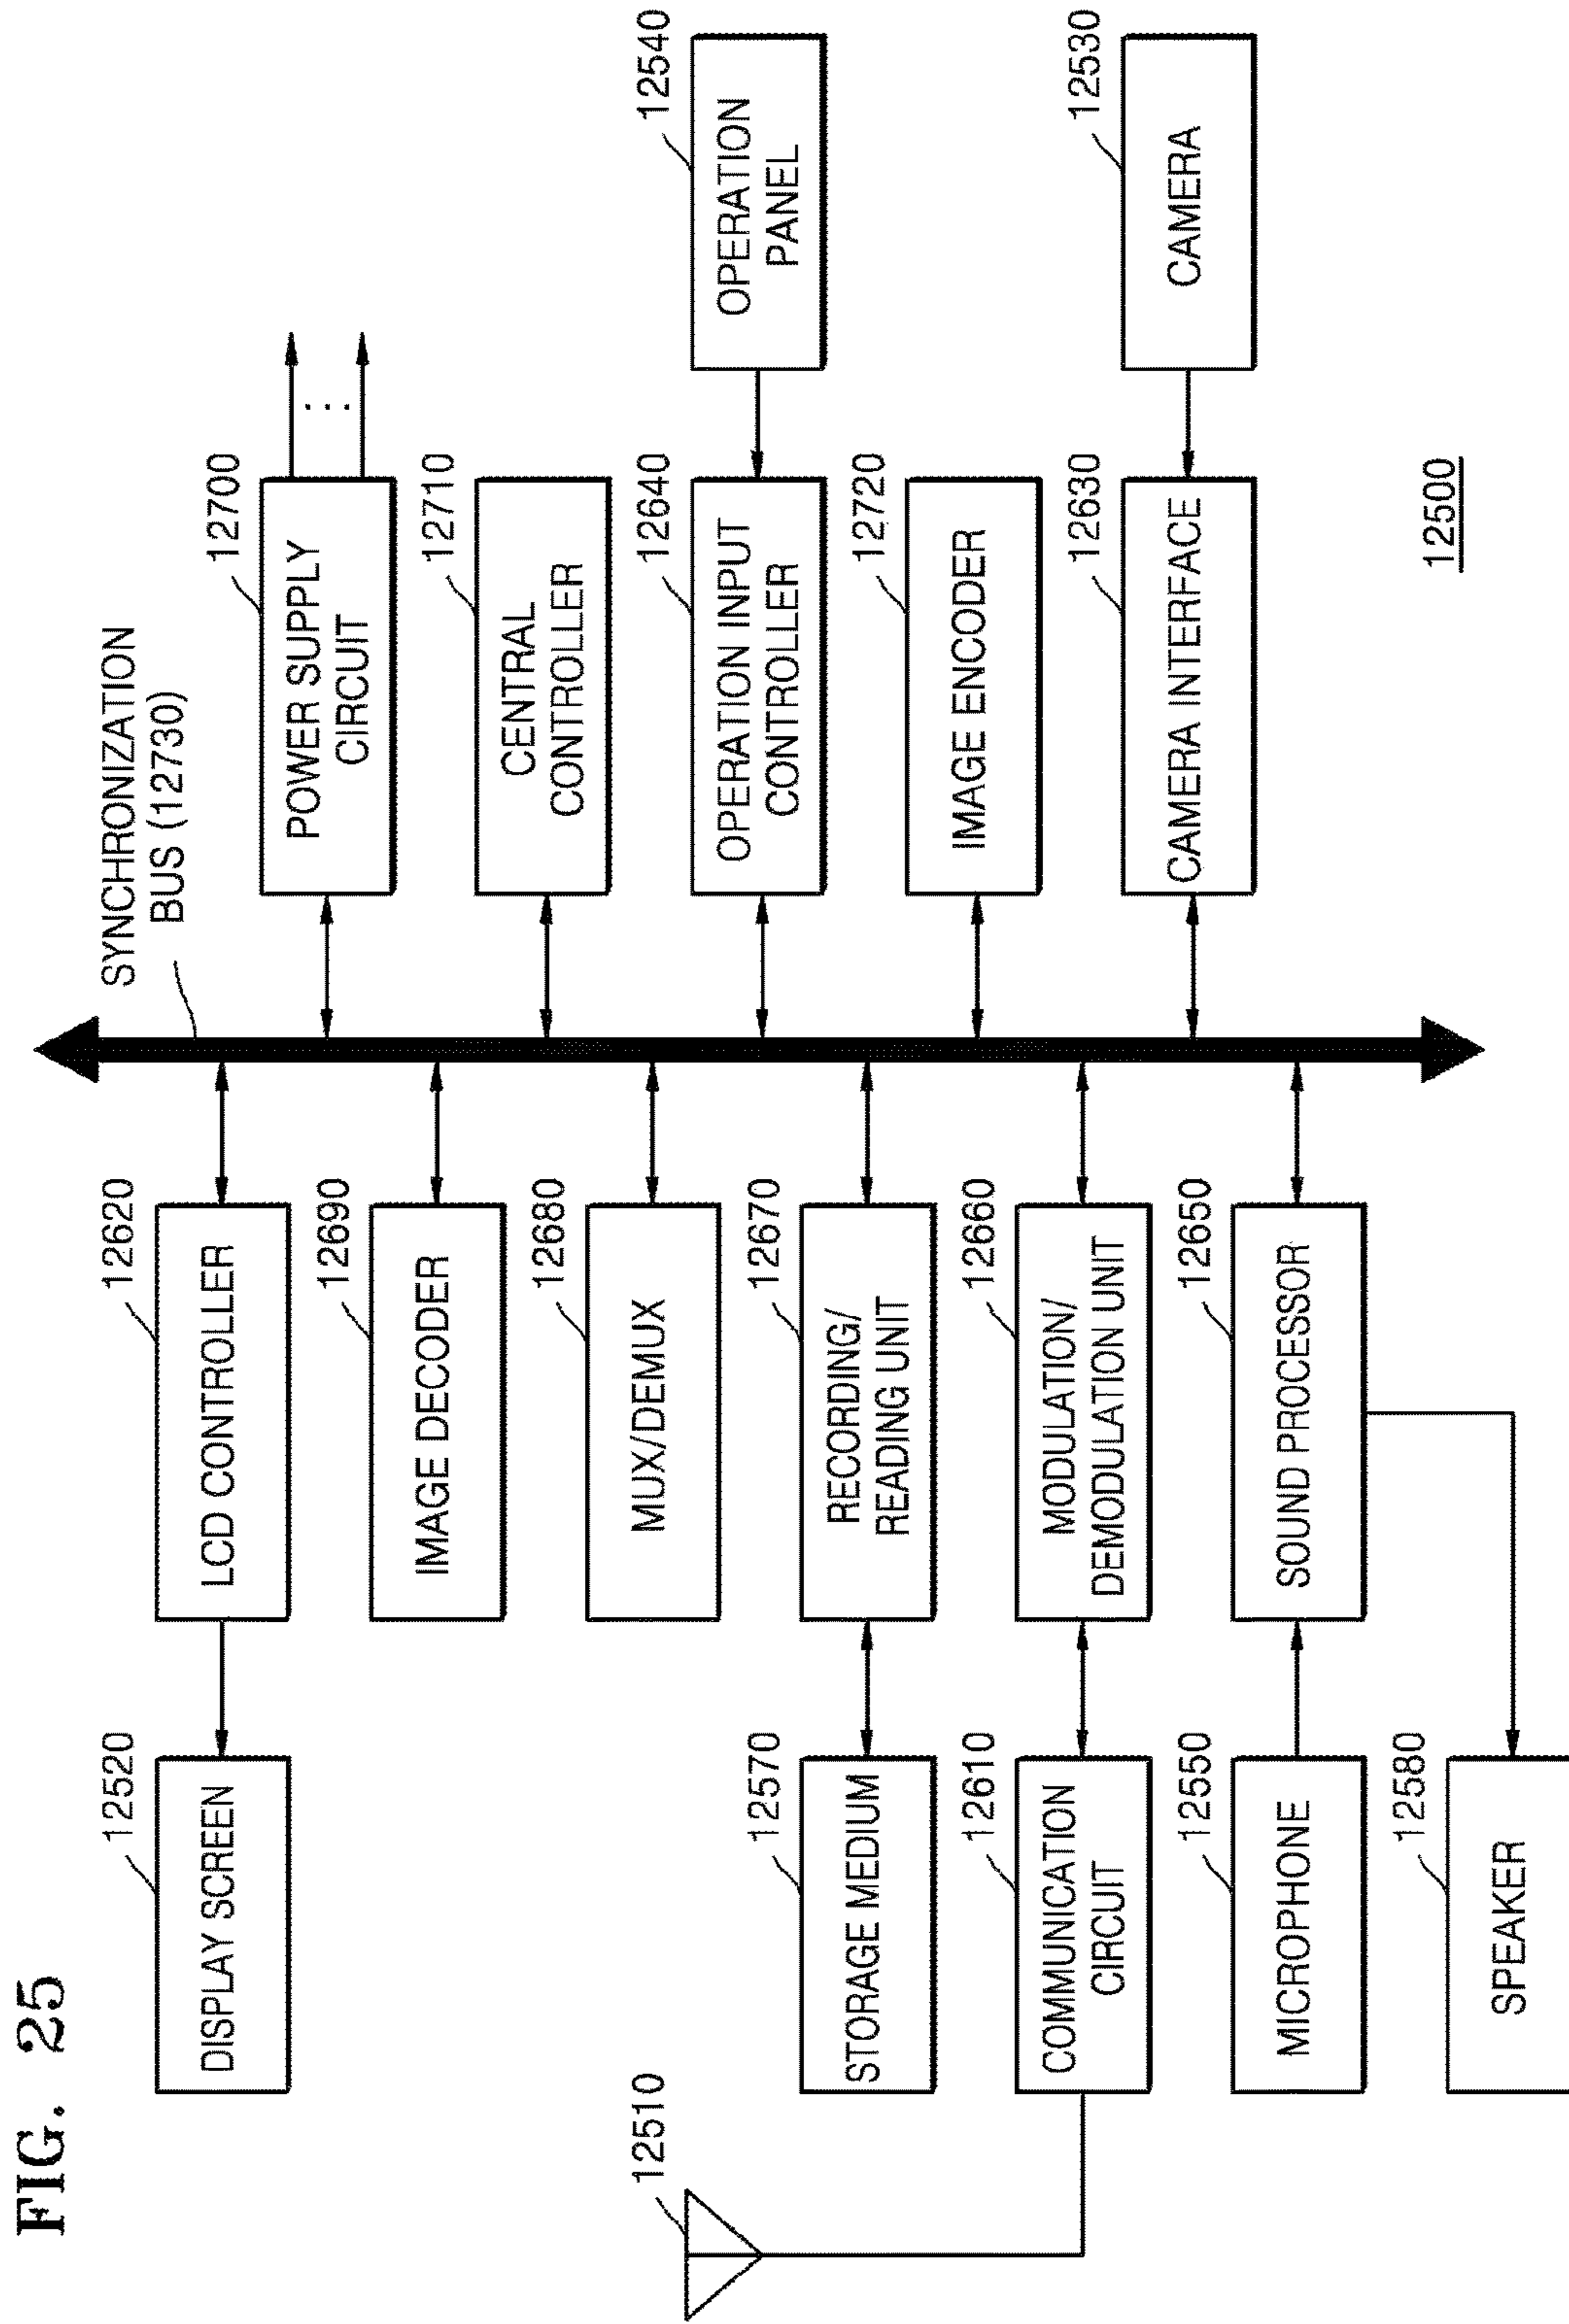 FIG. 25
SYNCHRONIZATION
BUS (12730)
12520
DISPLAY SCREEN
12620
LCD CONTROLLER
12700
POWER SUPPLY
CIRCUIT
12690
IMAGE DECODER
12710
CENTRAL
CONTROLLER
12680
MUX/DEMUX
12640
OPERATION INPUT
CONTROLLER
12540
OPERATION
PANEL
12510
12570
STORAGE MEDIUM
12670
RECORDING/
READING UNIT
12720
IMAGE ENCODER
12610
COMMUNICATION
CIRCUIT
12660
MODULATION/
DEMODULATION UNIT
12630
CAMERA INTERFACE
12530
CAMERA
12550
MICROPHONE
12650
SOUND PROCESSOR
12580
SPEAKER
12500